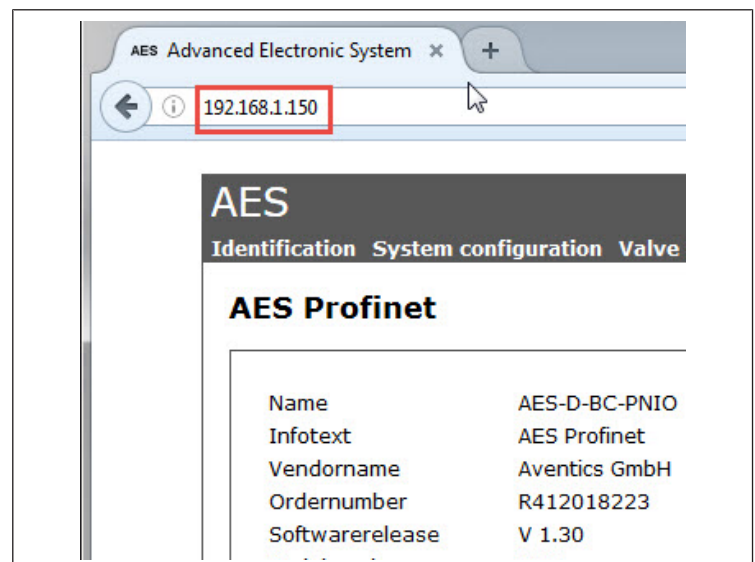 AES Advanced Electronic System × +
192.168.1.150
AES
Identification System configuration Valve
AES Profinet
Name AES-D-BC-PNIO
Infotext AES Profinet
Vendorname Aventics GmbH
Ordernumber R412018223
Softwarerelease V 1.30